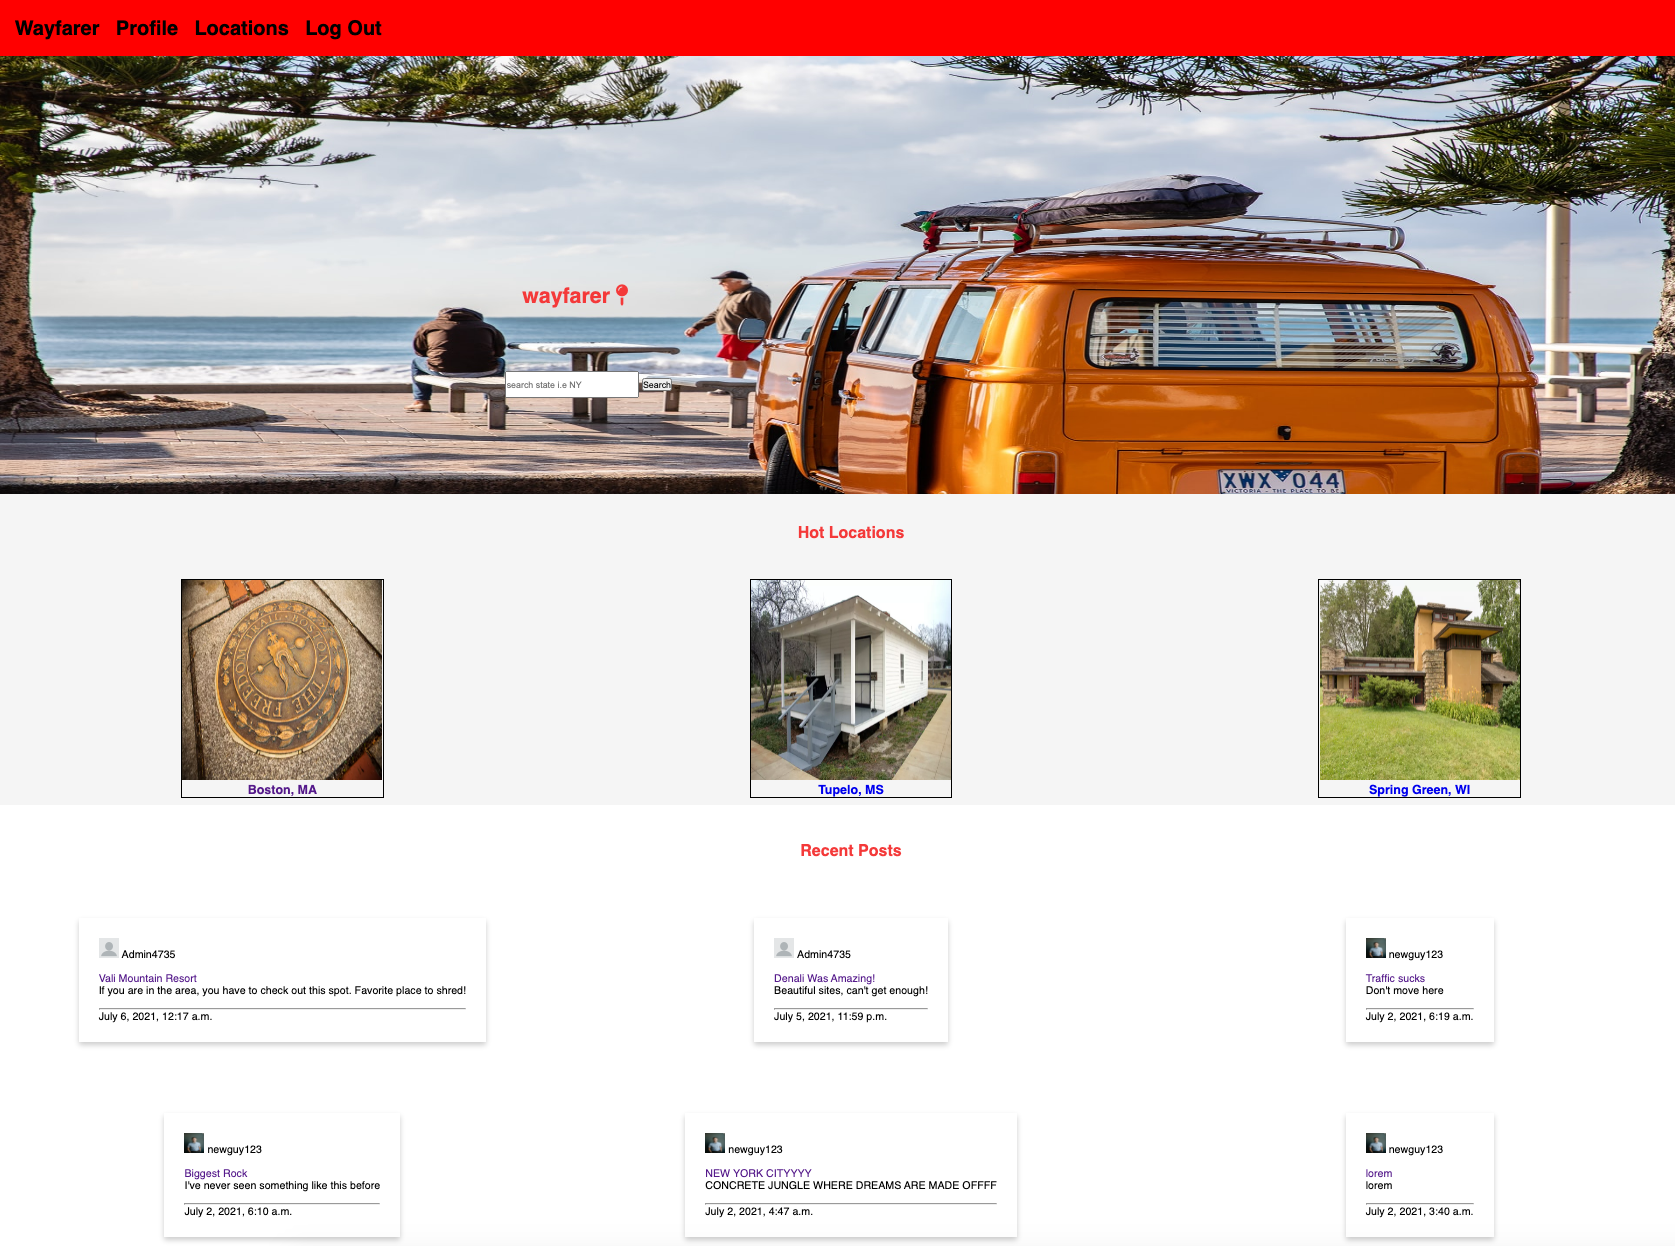 Wayfarer Profile Locations Log Out
wayfarer
search state i.e NY Search
XWX 044
VICTORIA - THE PLACE TO BE
Hot Locations
THE FREEDOM TRAIL BOSTON
Boston, MA
Tupelo, MS
Spring Green, WI
Recent Posts
Admin4735
Vali Mountain Resort
If you are in the area, you have to check out this spot. Favorite place to shred!
July 6, 2021, 12:17 a.m.
Admin4735
Denali Was Amazing!
Beautiful sites, can't get enough!
July 5, 2021, 11:59 p.m.
newguy123
Traffic sucks
Don't move here
July 2, 2021, 6:19 a.m.
newguy123
Biggest Rock
I've never seen something like this before
July 2, 2021, 6:10 a.m.
newguy123
NEW YORK CITYYYY
CONCRETE JUNGLE WHERE DREAMS ARE MADE OFFFF
July 2, 2021, 4:47 a.m.
newguy123
lorem
lorem
July 2, 2021, 3:40 a.m.